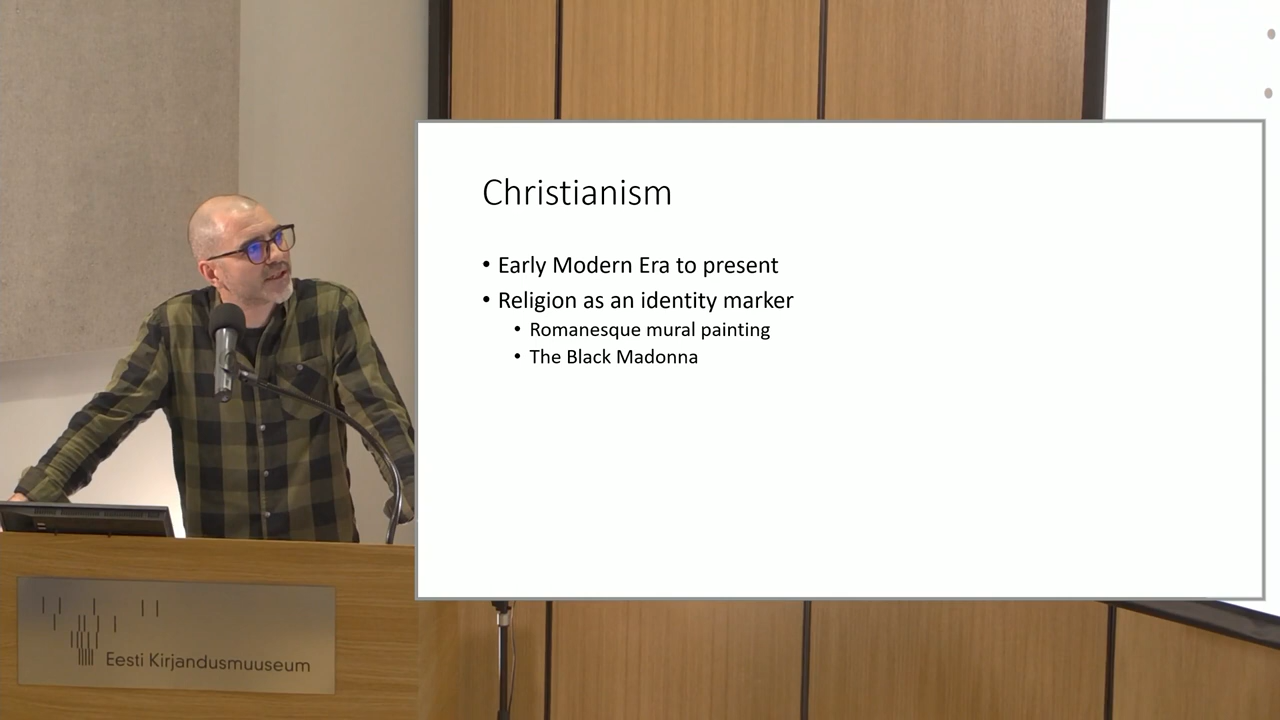 Christianism
• Early Modern Era to present
• Religion as an identity marker
• Romanesque mural painting
• The Black Madonna
Eesti Kirjandusmuuseum